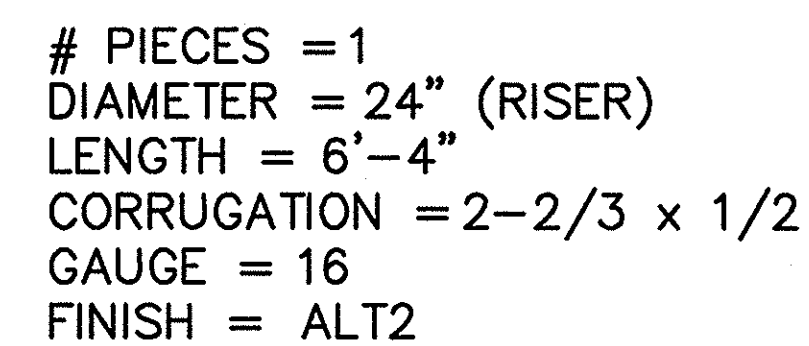 # PIECES = 1
DIAMETER = 24" (RISER)
LENGTH = 6'-4"
CORRUGATION = 2-2/3 x 1/2
GAUGE = 16
FINISH = ALT2